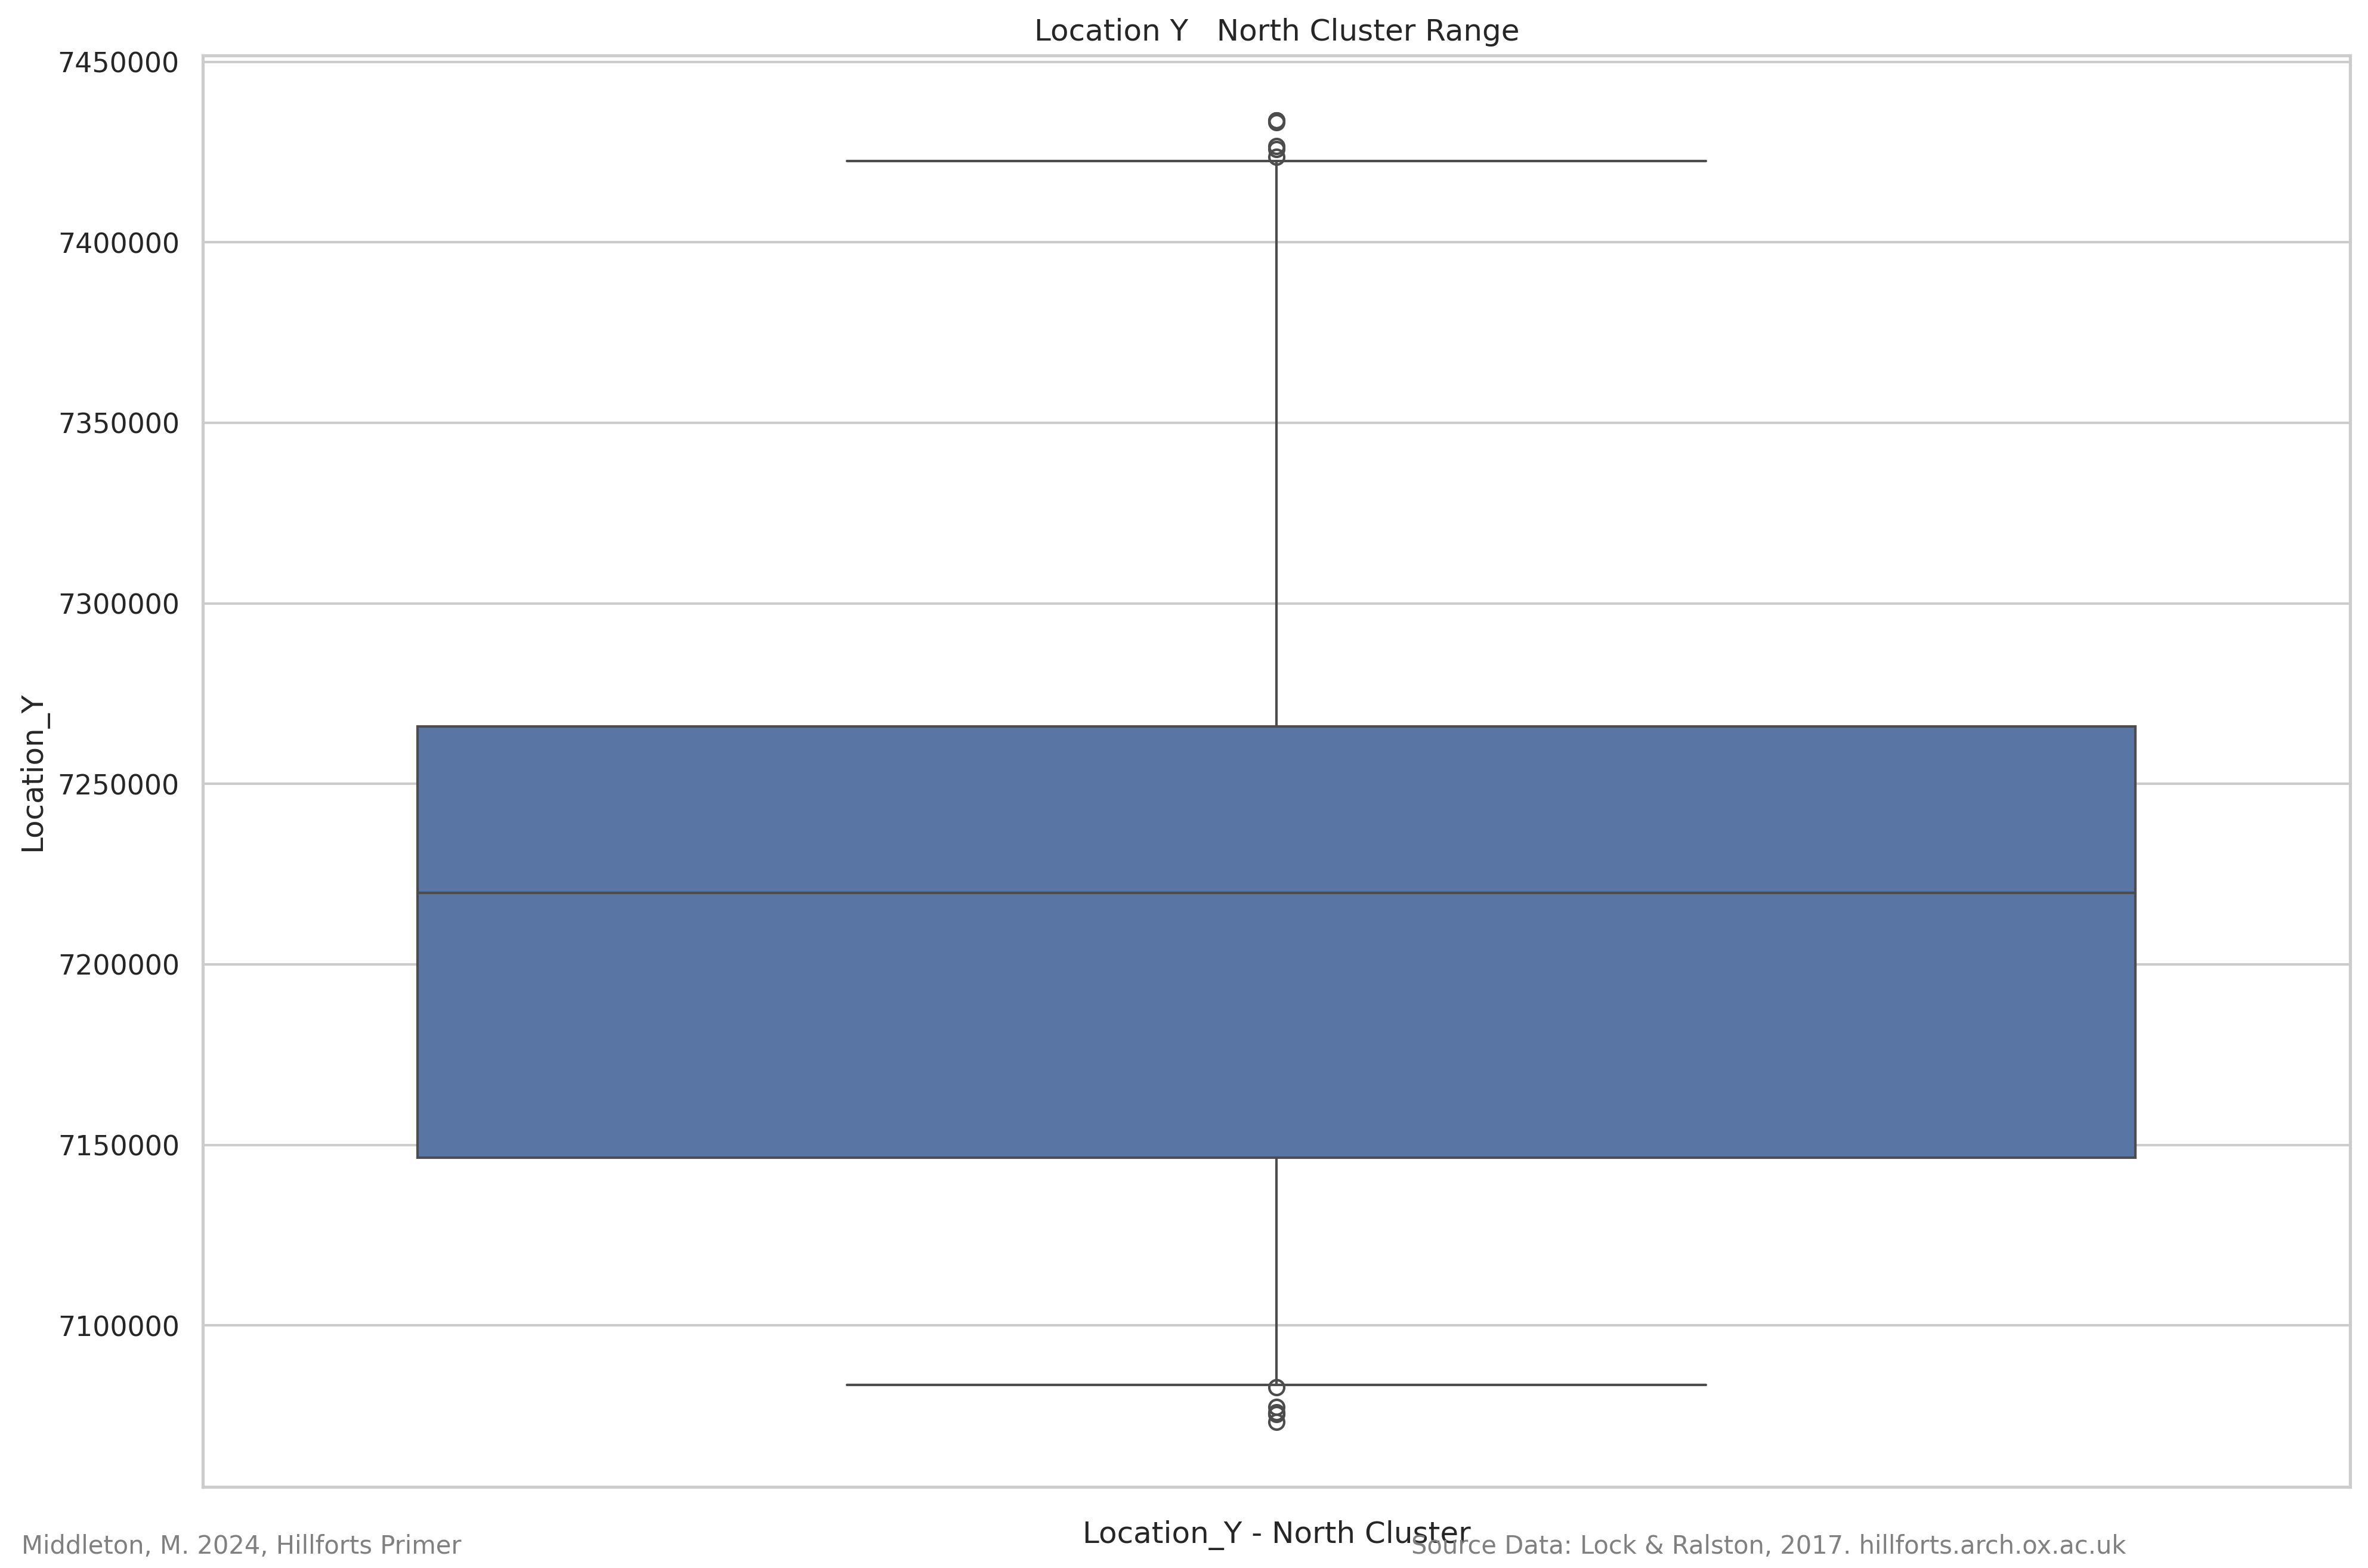 Location Y   North Cluster Range
7450000
7400000
7350000
7300000
7250000
7200000
7150000
7100000
Location_Y
Location_Y - North Cluster
Middleton, M. 2024, Hillforts Primer
Source Data: Lock & Ralston, 2017. hillforts.arch.ox.ac.uk